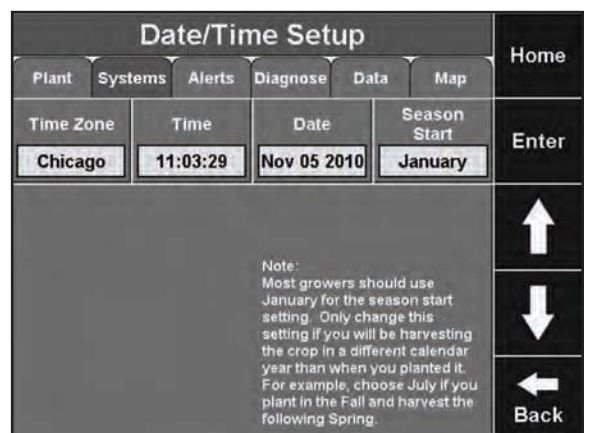 Date/Time Setup
Home
Plant Systems Alerts Diagnose Data Map
Time Zone Time Date Season
Start
Chicago 11:03:29 Nov 05 2010 January
Enter
Note:
Most growers should use
January for the season start
setting. Only change this
setting if you will be harvesting
the crop in a different calendar
year than when you planted it.
For example, choose July if you
plant in the Fall and harvest the
following Spring.
Back